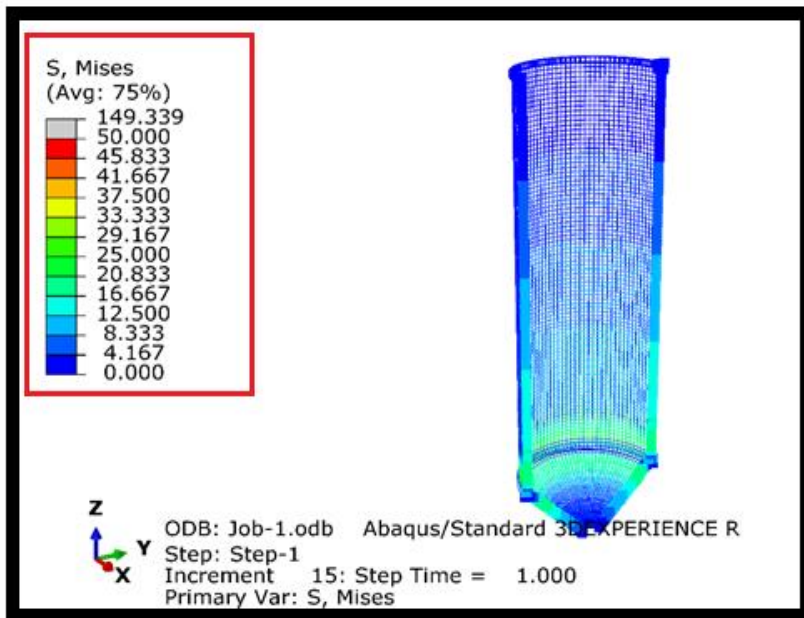 S, Mises
(Avg: 75%)
149.339
50.000
45.833
41.667
37.500
33.333
29.167
25.000
20.833
16.667
12.500
8.333
4.167
0.000
Z
Y
X
ODB: Job-1.odb Abaqus/Standard 3DEXPERIENCE R
Step: Step-1
Increment 15: Step Time = 1.000
Primary Var: S, Mises